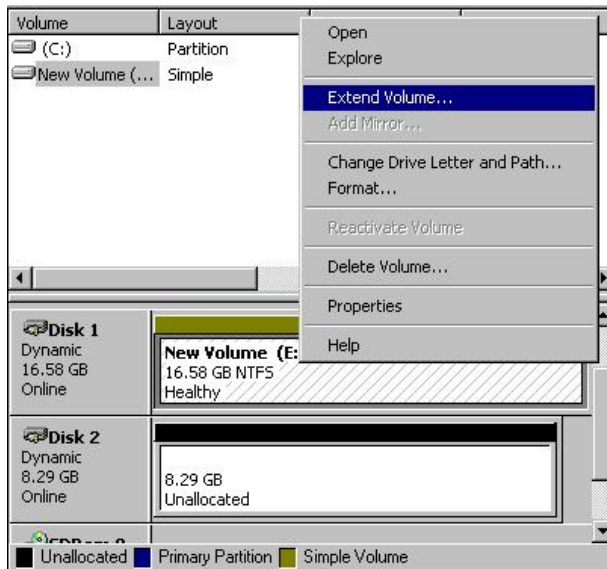 Volume Layout
(C:) Partition
New Volume (... Simple
Open
Explore
Extend Volume...
Add Mirror...
Change Drive Letter and Path...
Format...
Reactivate Volume
Delete Volume...
Properties
Help
Disk 1
Dynamic
16.58 GB
Online
New Volume (E:
16.58 GB NTFS
Healthy
Disk 2
Dynamic
8.29 GB
Online
8.29 GB
Unallocated
Unallocated Primary Partition Simple Volume